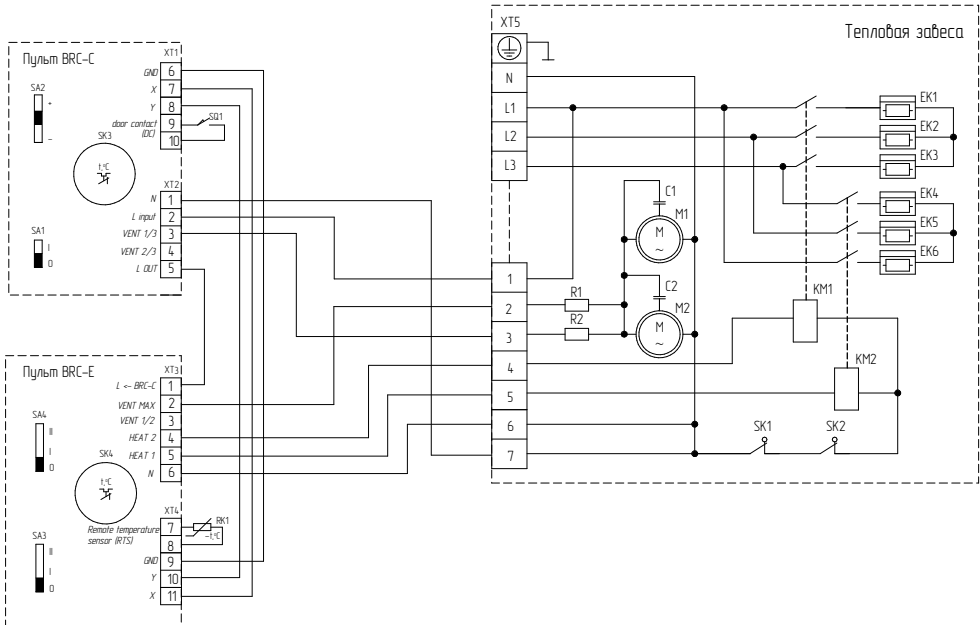 Пульт BRC-C
XT1
SA2
+
−
SK3
t,°C
GND 6
X 7
Y 8
door contact (DC) 9
10
SQ1
XT2
N 1
L input 2
VENT 1/3 3
VENT 2/3 4
L OUT 5
SA1
I
0
Пульт BRC-E
XT3
L <- BRC-C 1
VENT MAX 2
VENT 1/2 3
HEAT 2 4
HEAT 1 5
N 6
SA4
II
I
0
SK4
t,°C
XT4
Remote temperature
sensor (RTS)
7
8
RK1
-t,°C
GND 9
Y 10
X 11
SA3
II
I
0
Тепловая завеса
XT5
N
L1
L2
L3
1
2
3
4
5
6
7
R1
R2
C1
M1
M
~
C2
M2
M
~
EK1
EK2
EK3
EK4
EK5
EK6
KM1
KM2
SK1
SK2